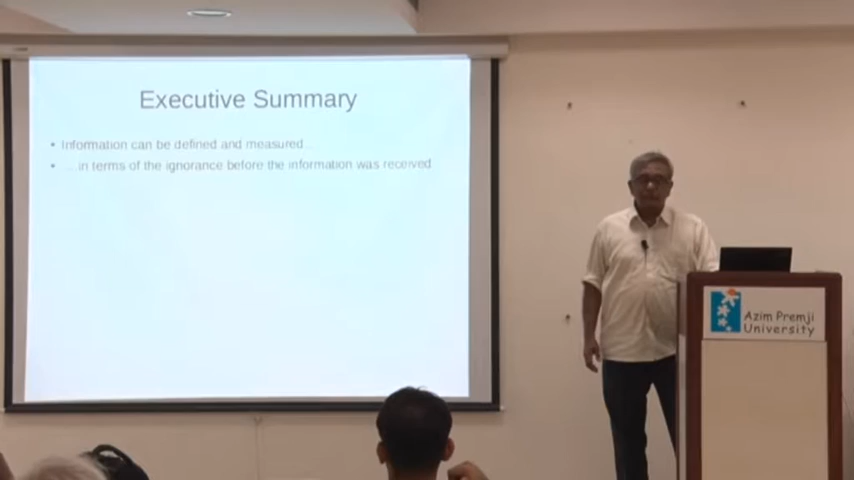 Executive Summary
• Information can be defined and measured...
• ... in terms of the ignorance before the information was received
Azim Premji
University